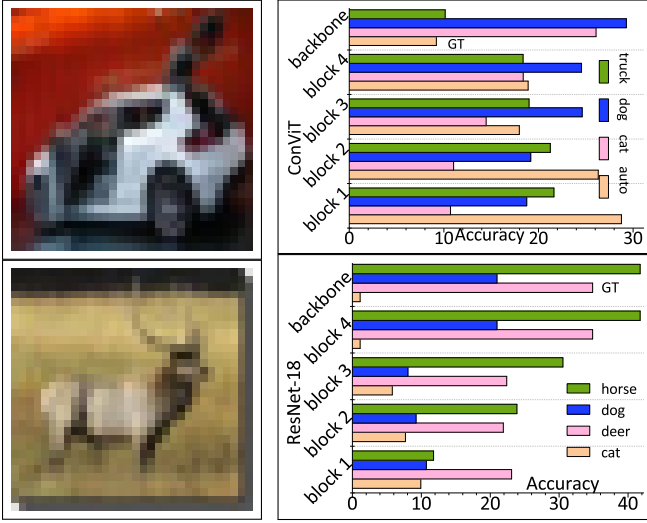 backbone
GT
block 4
block 3
block 2
block 1
ConViT
truck
dog
cat
auto
0
10
20
30
Accuracy
backbone
GT
block 4
block 3
block 2
block 1
ResNet-18
horse
dog
deer
cat
Accuracy
0
10
20
30
40